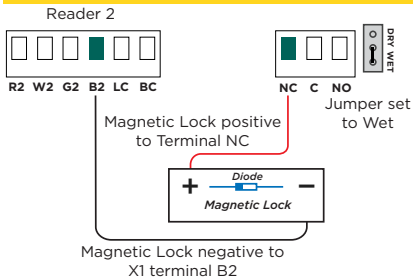 Reader 2
R2 W2 G2 B2 LC BC
NC C NO
DRY WET
Jumper set
to Wet
Magnetic Lock positive
to Terminal NC
Diode
+ −
Magnetic Lock
Magnetic Lock negative to
X1 terminal B2